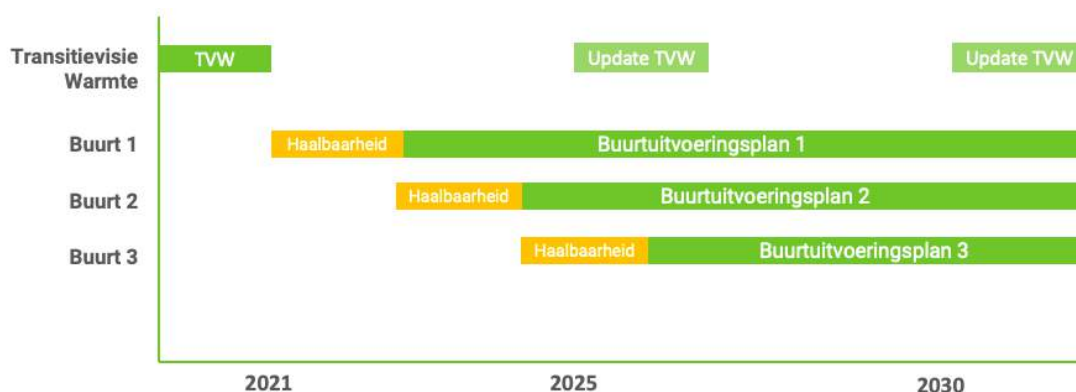 Transitievisie
Warmte
TVW
Update TVW
Update TVW
Buurt 1
Haalbaarheid
Buurtuitvoeringsplan 1
Buurt 2
Haalbaarheid
Buurtuitvoeringsplan 2
Buurt 3
Haalbaarheid
Buurtuitvoeringsplan 3
2021
2025
2030